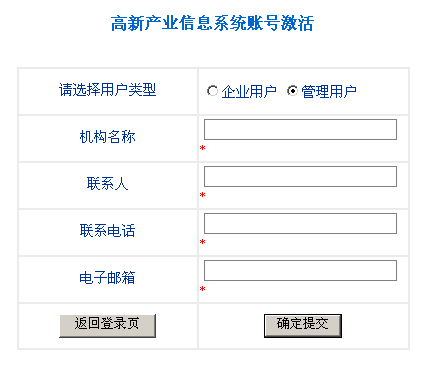 高新产业信息系统账号激活
请选择用户类型 企业用户 管理用户
机构名称
*
联系人
*
联系电话
*
电子邮箱
*
返回登录页 确定提交